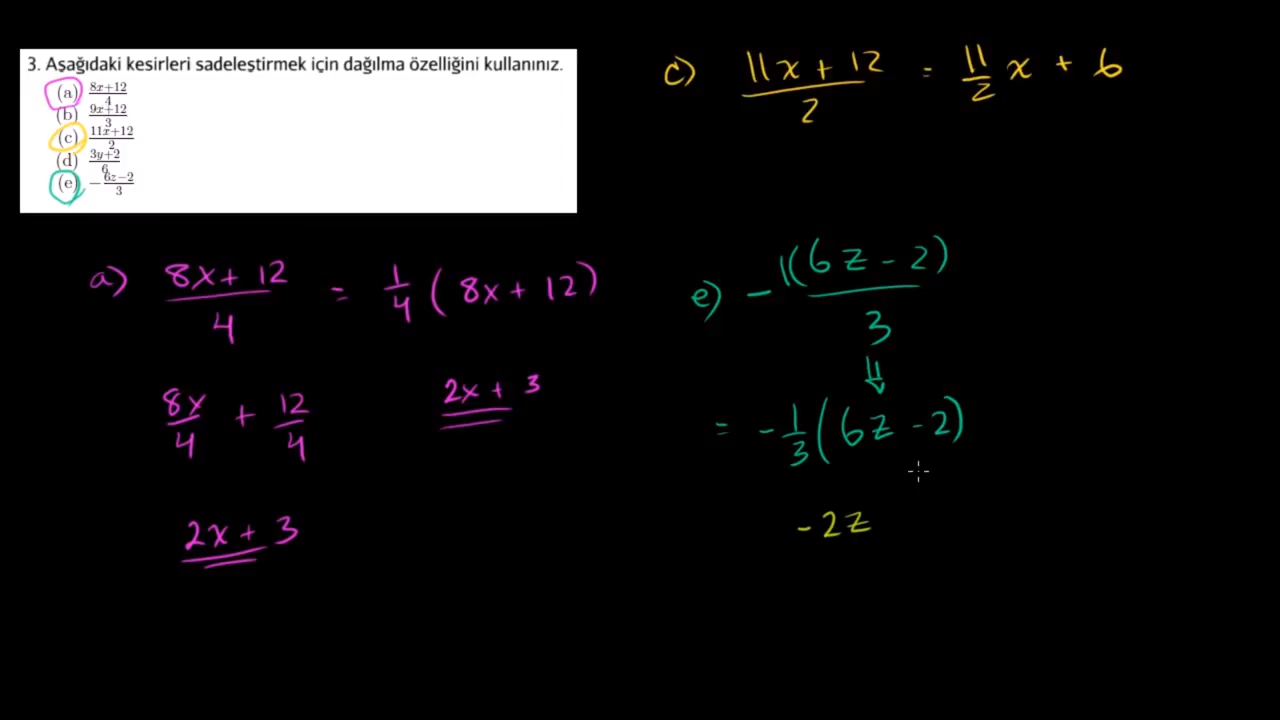 3. Aşağıdaki kesirleri sadeleştirmek için dağılma özelliğini kullanınız.
(a) 8x+12/4
(b) 9x+12/3
(c) 11x+12/2
(d) 3y+2/6
(e) −6z−2/3
c) 11x + 12/2 = 11/2 x + 6
a) 8x + 12/4 = 1/4 (8x + 12)
8x/4 + 12/4
2x + 3
2x + 3
e) -1(6z - 2)/3
= -1/3 (6z - 2)
-2z